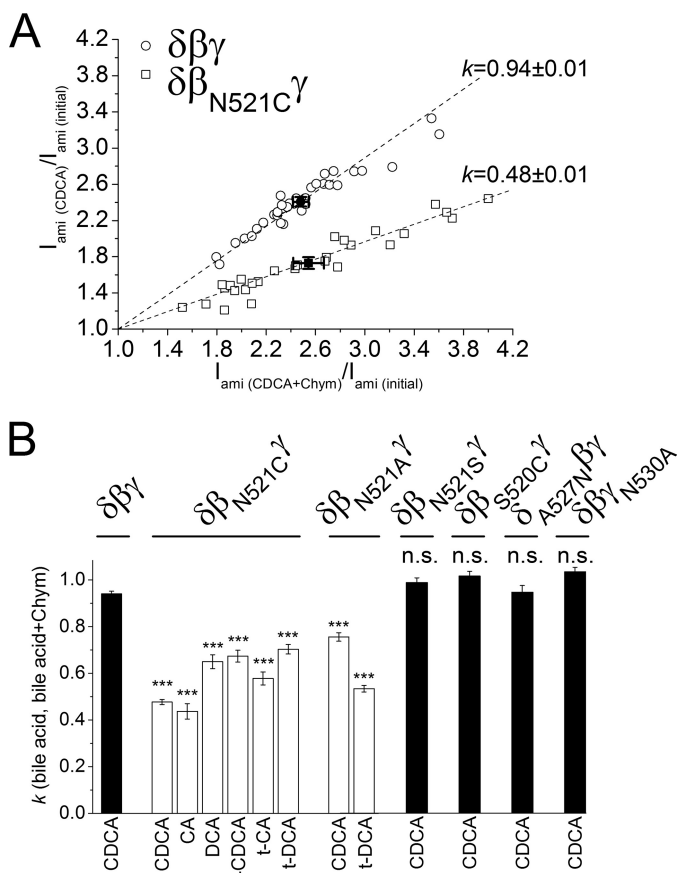 A
δβγ
δβN521Cγ
k=0.94±0.01
k=0.48±0.01
4.2
3.8
3.4
3.0
2.6
2.2
1.8
1.4
1.0
Iami (CDCA)/Iami (initial)
1.0 1.4 1.8 2.2 2.6 3.0 3.4 3.8 4.2
Iami (CDCA+Chym)/Iami (initial)
B
δβγ
δβN521Cγ
δβN521Aγ
δβN521Sγ
δβS520Cγ
δA527Nβγ
δβγN530A
n.s. n.s. n.s. n.s.
*** *** *** *** *** *** *** ***
1.0
0.8
0.6
0.4
0.2
0.0
k (bile acid, bile acid+Chym)
CDCA CDCA CA DCA CDCA t-CA t-DCA CDCA t-DCA CDCA CDCA CDCA CDCA